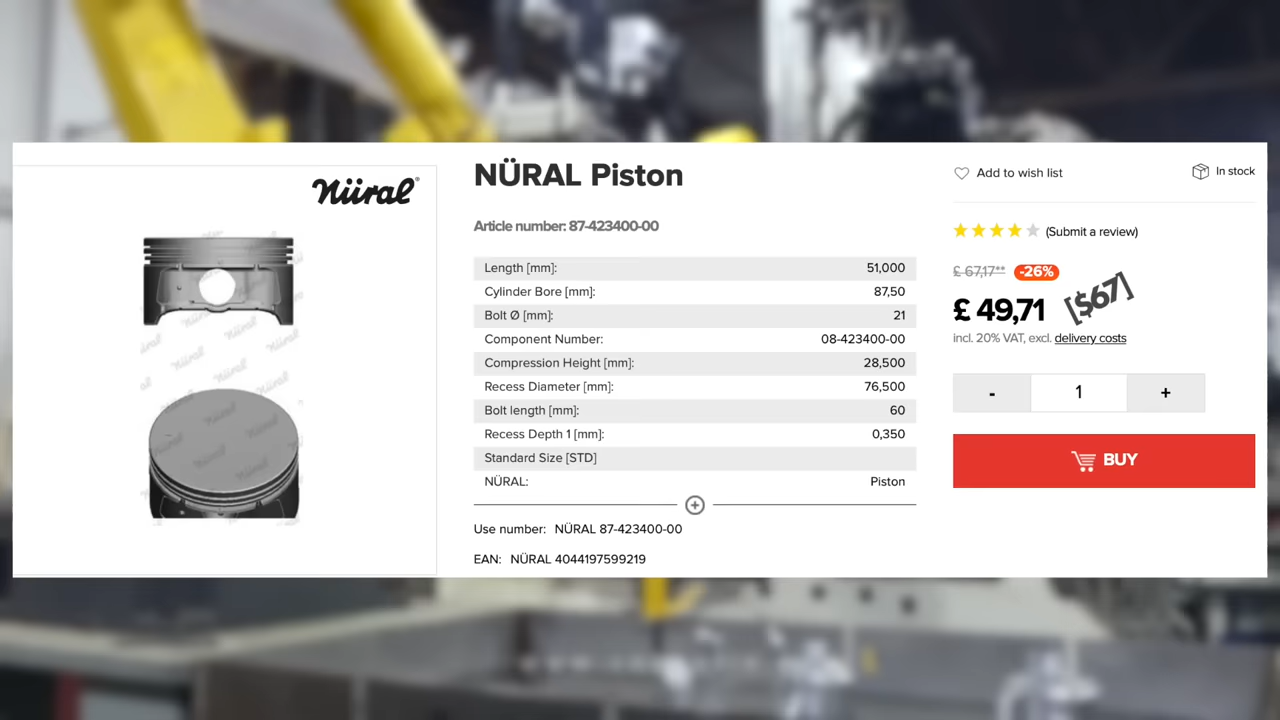 Nüral®
NÜRAL Piston
Article number: 87-423400-00
Length [mm]: 51,000
Cylinder Bore [mm]: 87,50
Bolt Ø [mm]: 21
Component Number: 08-423400-00
Compression Height [mm]: 28,500
Recess Diameter [mm]: 76,500
Bolt length [mm]: 60
Recess Depth 1 [mm]: 0,350
Standard Size [STD]
NÜRAL: Piston
Use number: NÜRAL 87-423400-00
EAN: NÜRAL 4044197599219
Add to wish list
In stock
(Submit a review)
£ 67,17** -26%
£ 49,71 [$67]
incl. 20% VAT, excl. delivery costs
- 1 +
BUY